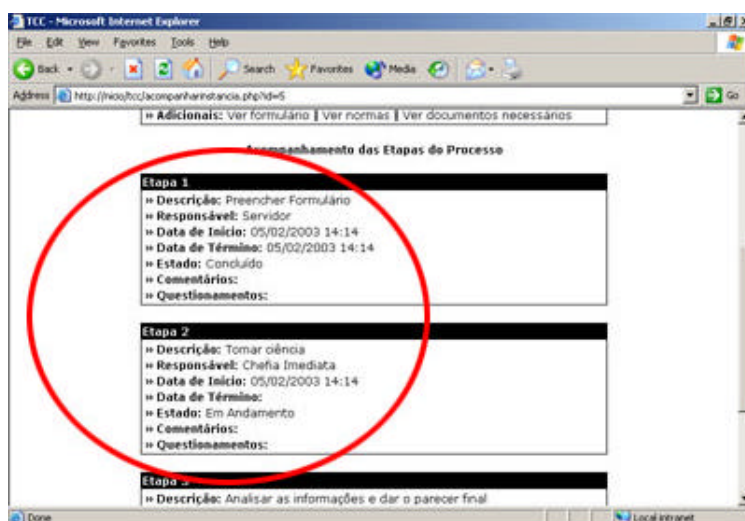 TCC - Microsoft Internet Explorer
File Edit View Favorites Tools Help
Back Search Favorites Media
Address http://nicio/tcc/acompanharinstancia.php?id=5 Go
» Adicionais: Ver formulário | Ver normas | Ver documentos necessários
Acompanhamento das Etapas do Processo
Etapa 1
» Descrição: Preencher Formulário
» Responsável: Servidor
» Data de Início: 05/02/2003 14:14
» Data de Término: 05/02/2003 14:14
» Estado: Concluído
» Comentários:
» Questionamentos:
Etapa 2
» Descrição: Tomar ciência
» Responsável: Chefia Imediata
» Data de Início: 05/02/2003 14:14
» Data de Término:
» Estado: Em Andamento
» Comentários:
» Questionamentos:
Etapa 3
» Descrição: Analisar as informações e dar o parecer final
Done Local intranet